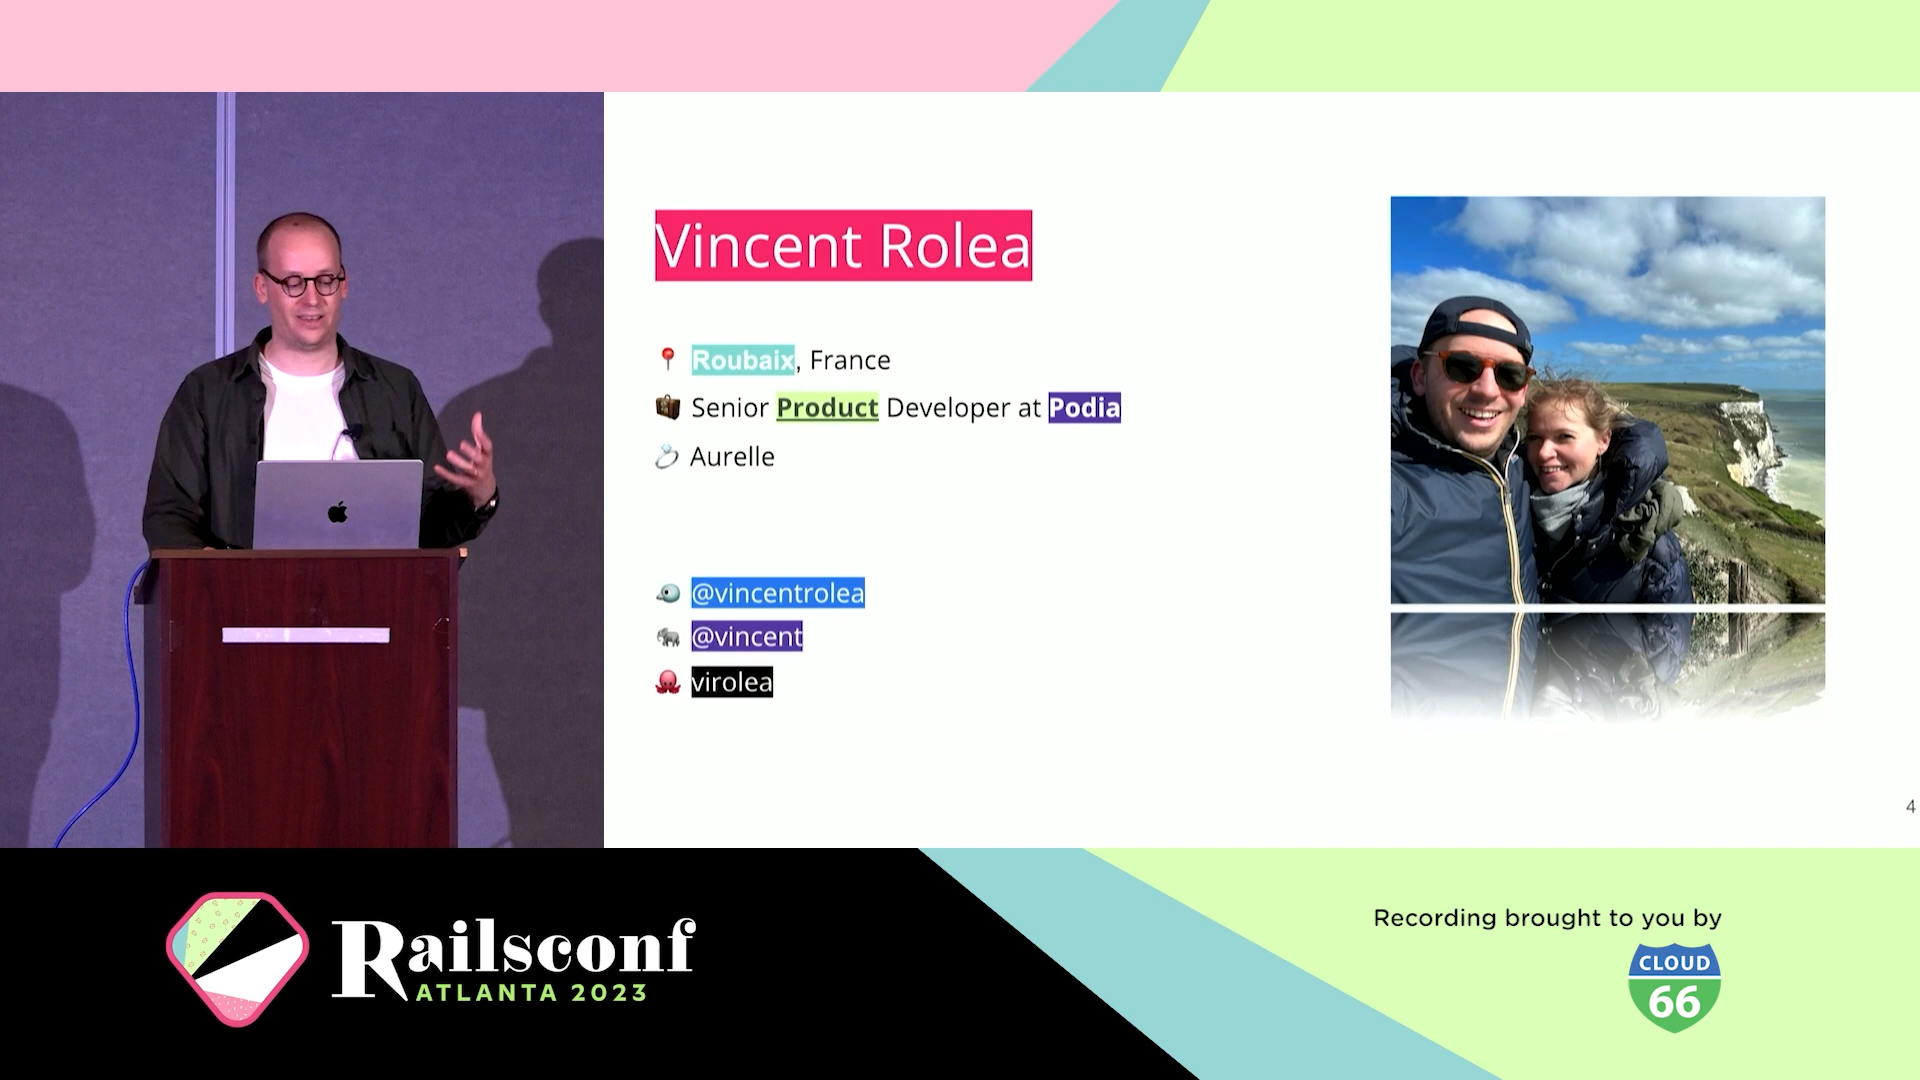 Vincent Rolea
Roubaix, France
Senior Product Developer at Podia
Aurelle
@vincentrolea
@vincent
virolea
4
Railsconf
ATLANTA 2023
Recording brought to you by
CLOUD
66